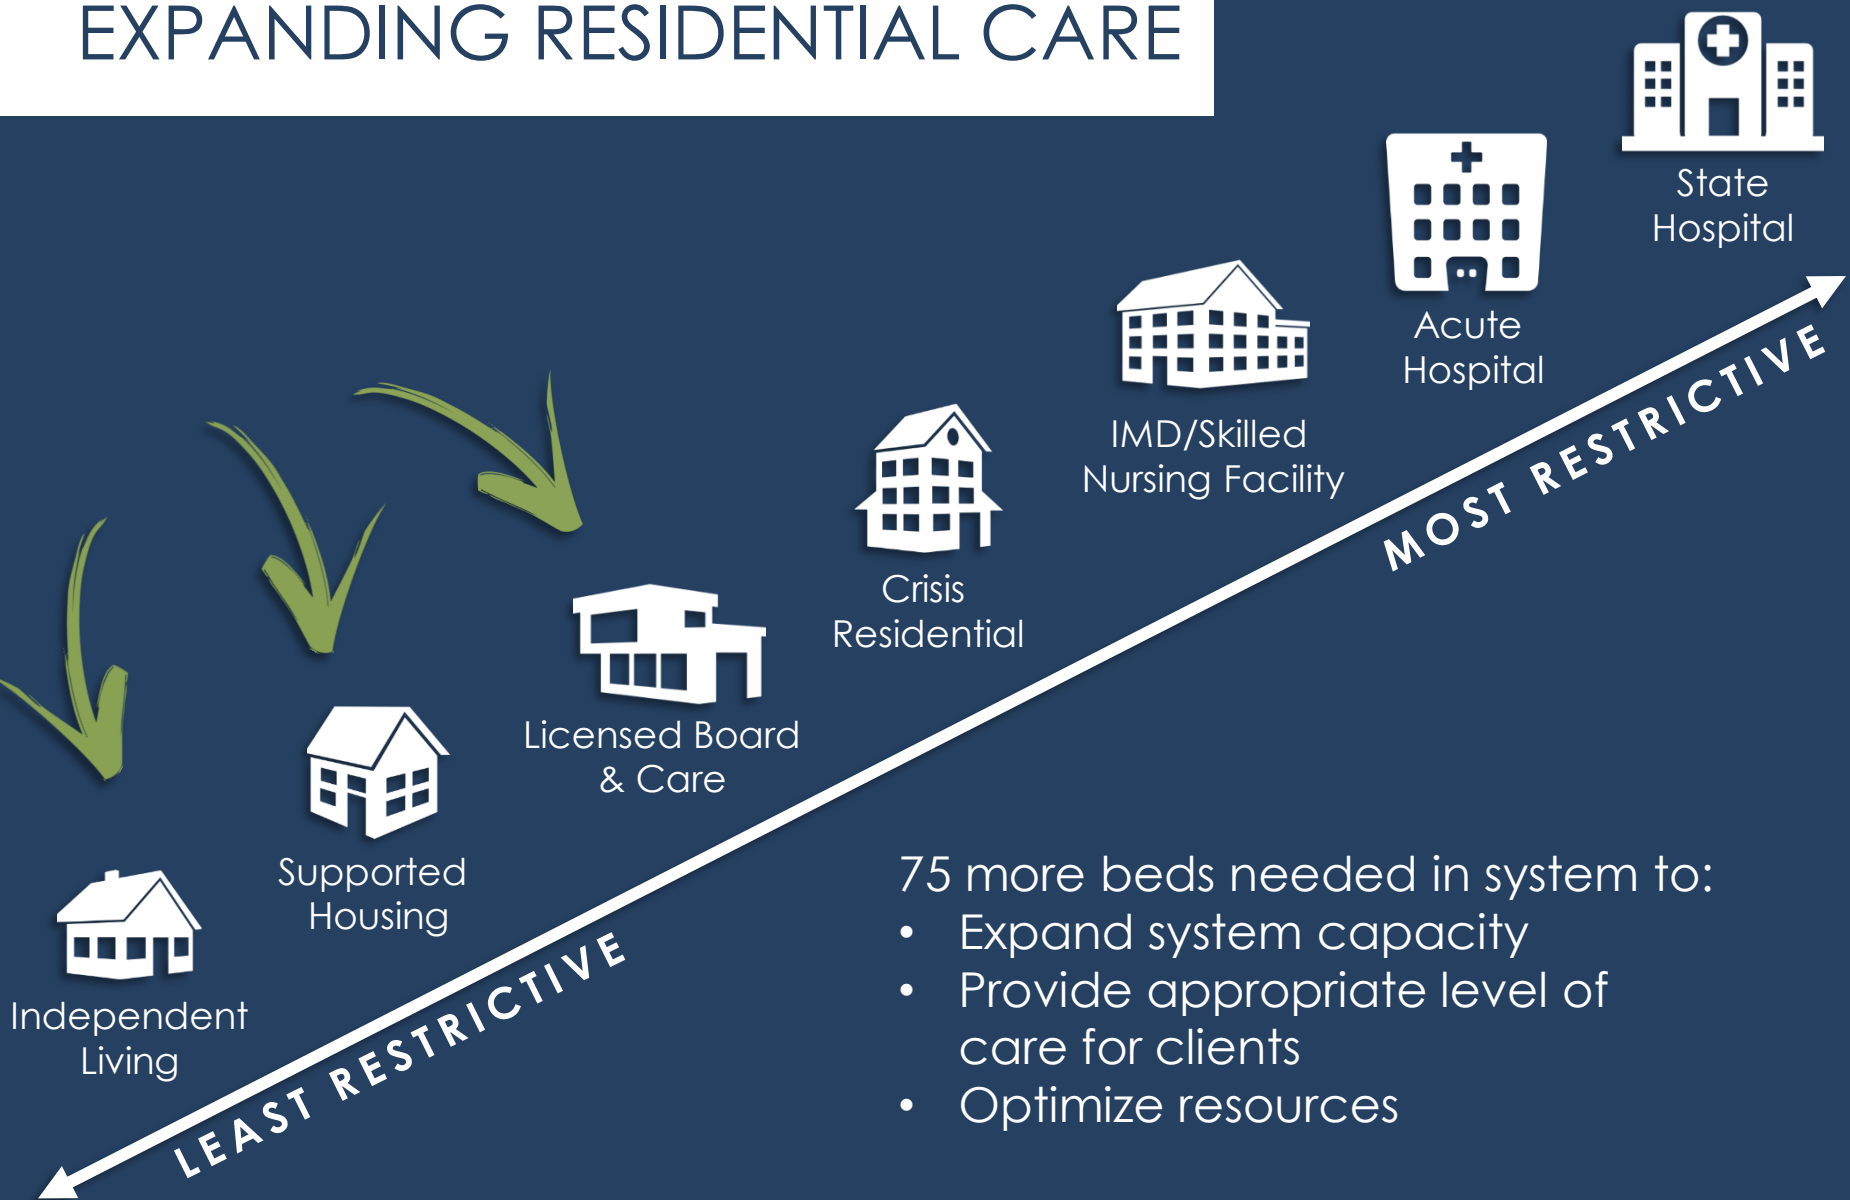 EXPANDING RESIDENTIAL CARE
State
Hospital
Acute
Hospital
IMD/Skilled
Nursing Facility
Crisis
Residential
Licensed Board
& Care
Supported
Housing
Independent
Living
MOST RESTRICTIVE
LEAST RESTRICTIVE
75 more beds needed in system to:
• Expand system capacity
• Provide appropriate level of
care for clients
• Optimize resources